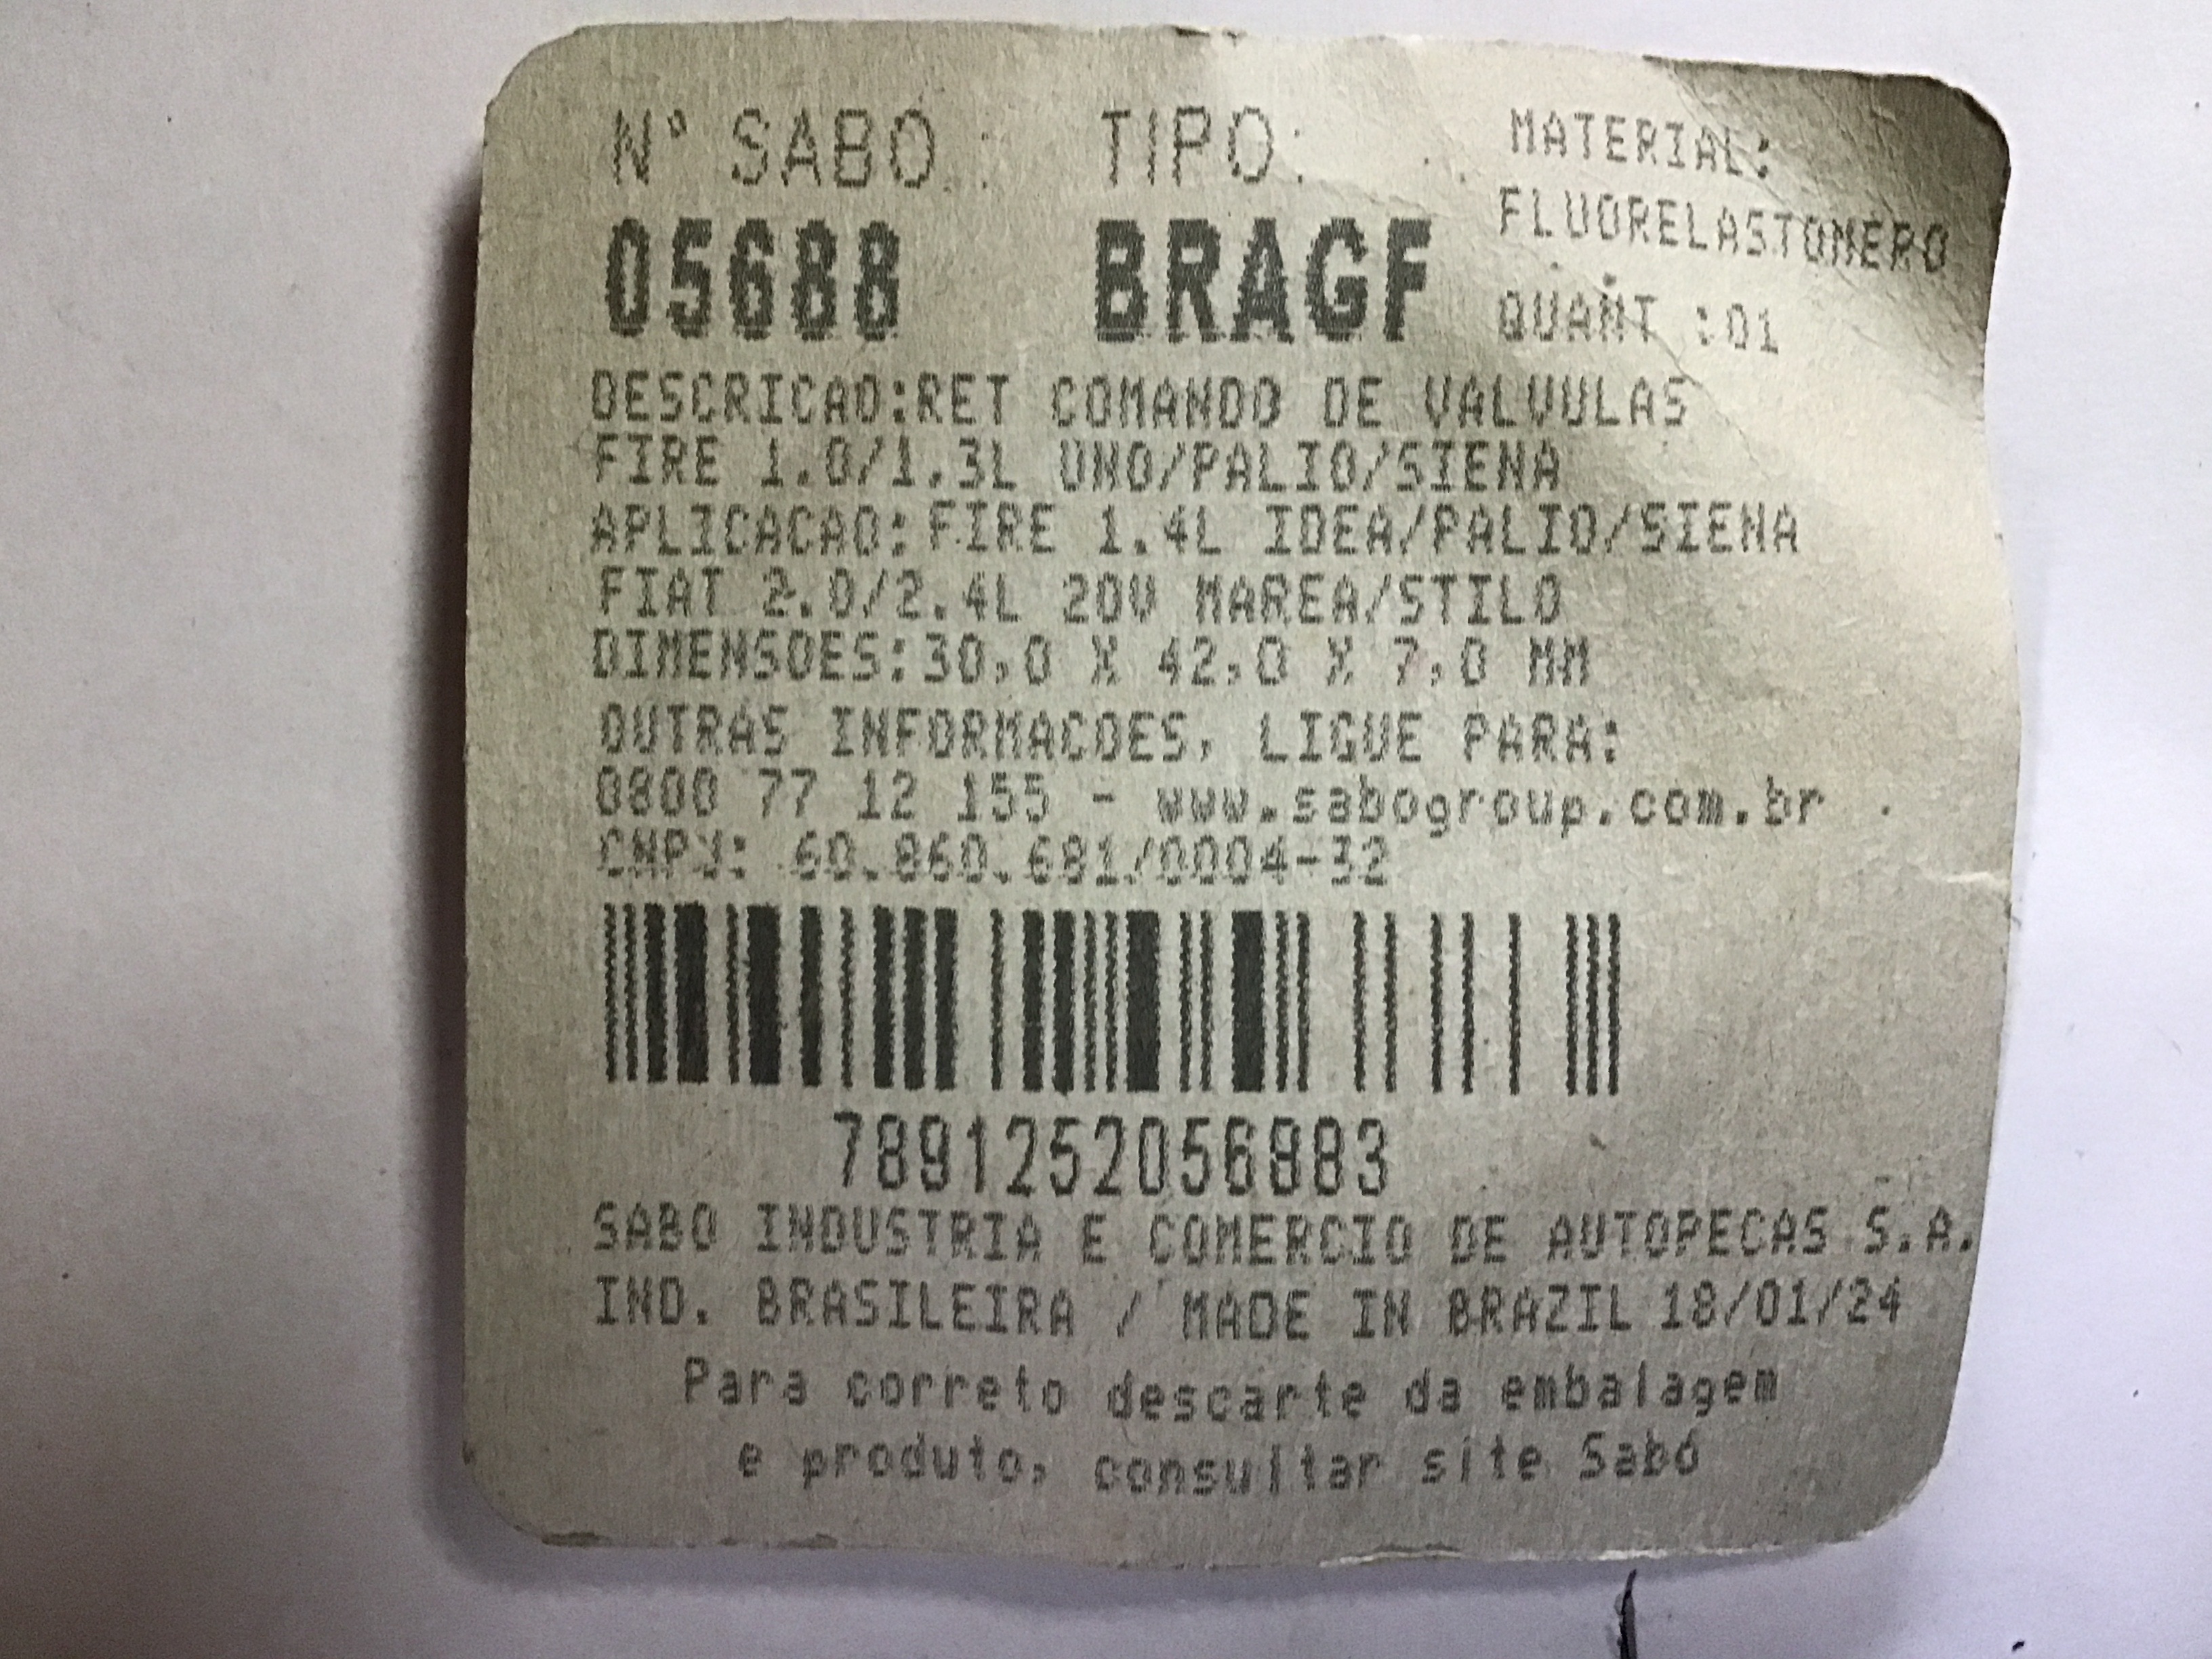 N° SABÓ : TIPO: MATERIAL:
05688 BRAGF FLUORELASTOMERO
QUANT :01
DESCRICAO:RET COMANDO DE VALVULAS
FIRE 1.0/1.3L UNO/PALIO/SIENA
APLICACAO:FIRE 1.4L IDEA/PALIO/SIENA
FIAT 2.0/2.4L 20V MAREA/STILO
DIMENSOES:30,0 X 42,0 X 7,0 MM
OUTRAS INFORMACOES, LIGUE PARA:
0800 77 12 155 - www.sabogroup.com.br
CNPJ: 60.860.681/0004-32
7891252056883
SABO INDUSTRIA E COMERCIO DE AUTOPECAS S.A.
IND. BRASILEIRA / MADE IN BRAZIL 18/01/24
Para correto descarte da embalagem
e produto, consultar site Sabó